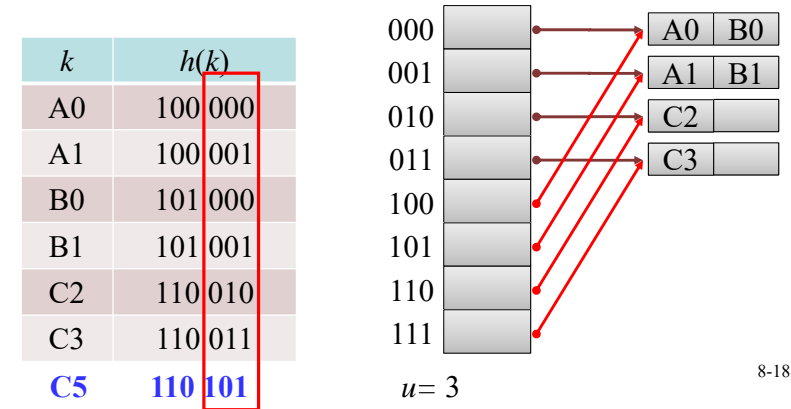 k h(k)
A0 100 000
A1 100 001
B0 101 000
B1 101 001
C2 110 010
C3 110 011
C5 110 101
000 A0 B0
001 A1 B1
010 C2
011 C3
100
101
110
111
u= 3
8-18